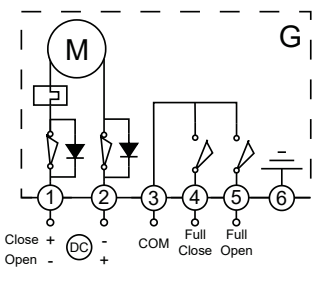 G
M
1 2 3 4 5 6
Close + DC - COM Full Close Full Open
Open - +